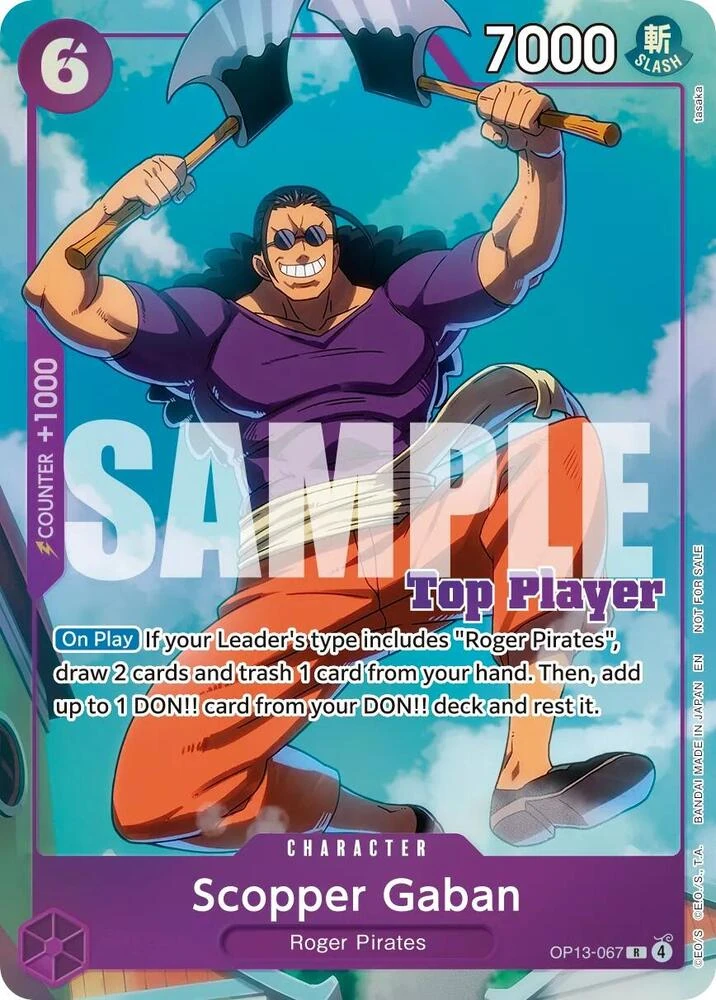 6
7000
斬
SLASH
tasaka
COUNTER +1000
SAMPLE
Top Player
On Play If your Leader's type includes "Roger Pirates",
draw 2 cards and trash 1 card from your hand. Then, add
up to 1 DON!! card from your DON!! deck and rest it.
CHARACTER
Scopper Gaban
Roger Pirates
OP13-067 R 4
©E.O/S ©E.O./S., T.A. BANDAI MADE IN JAPAN EN NOT FOR SALE